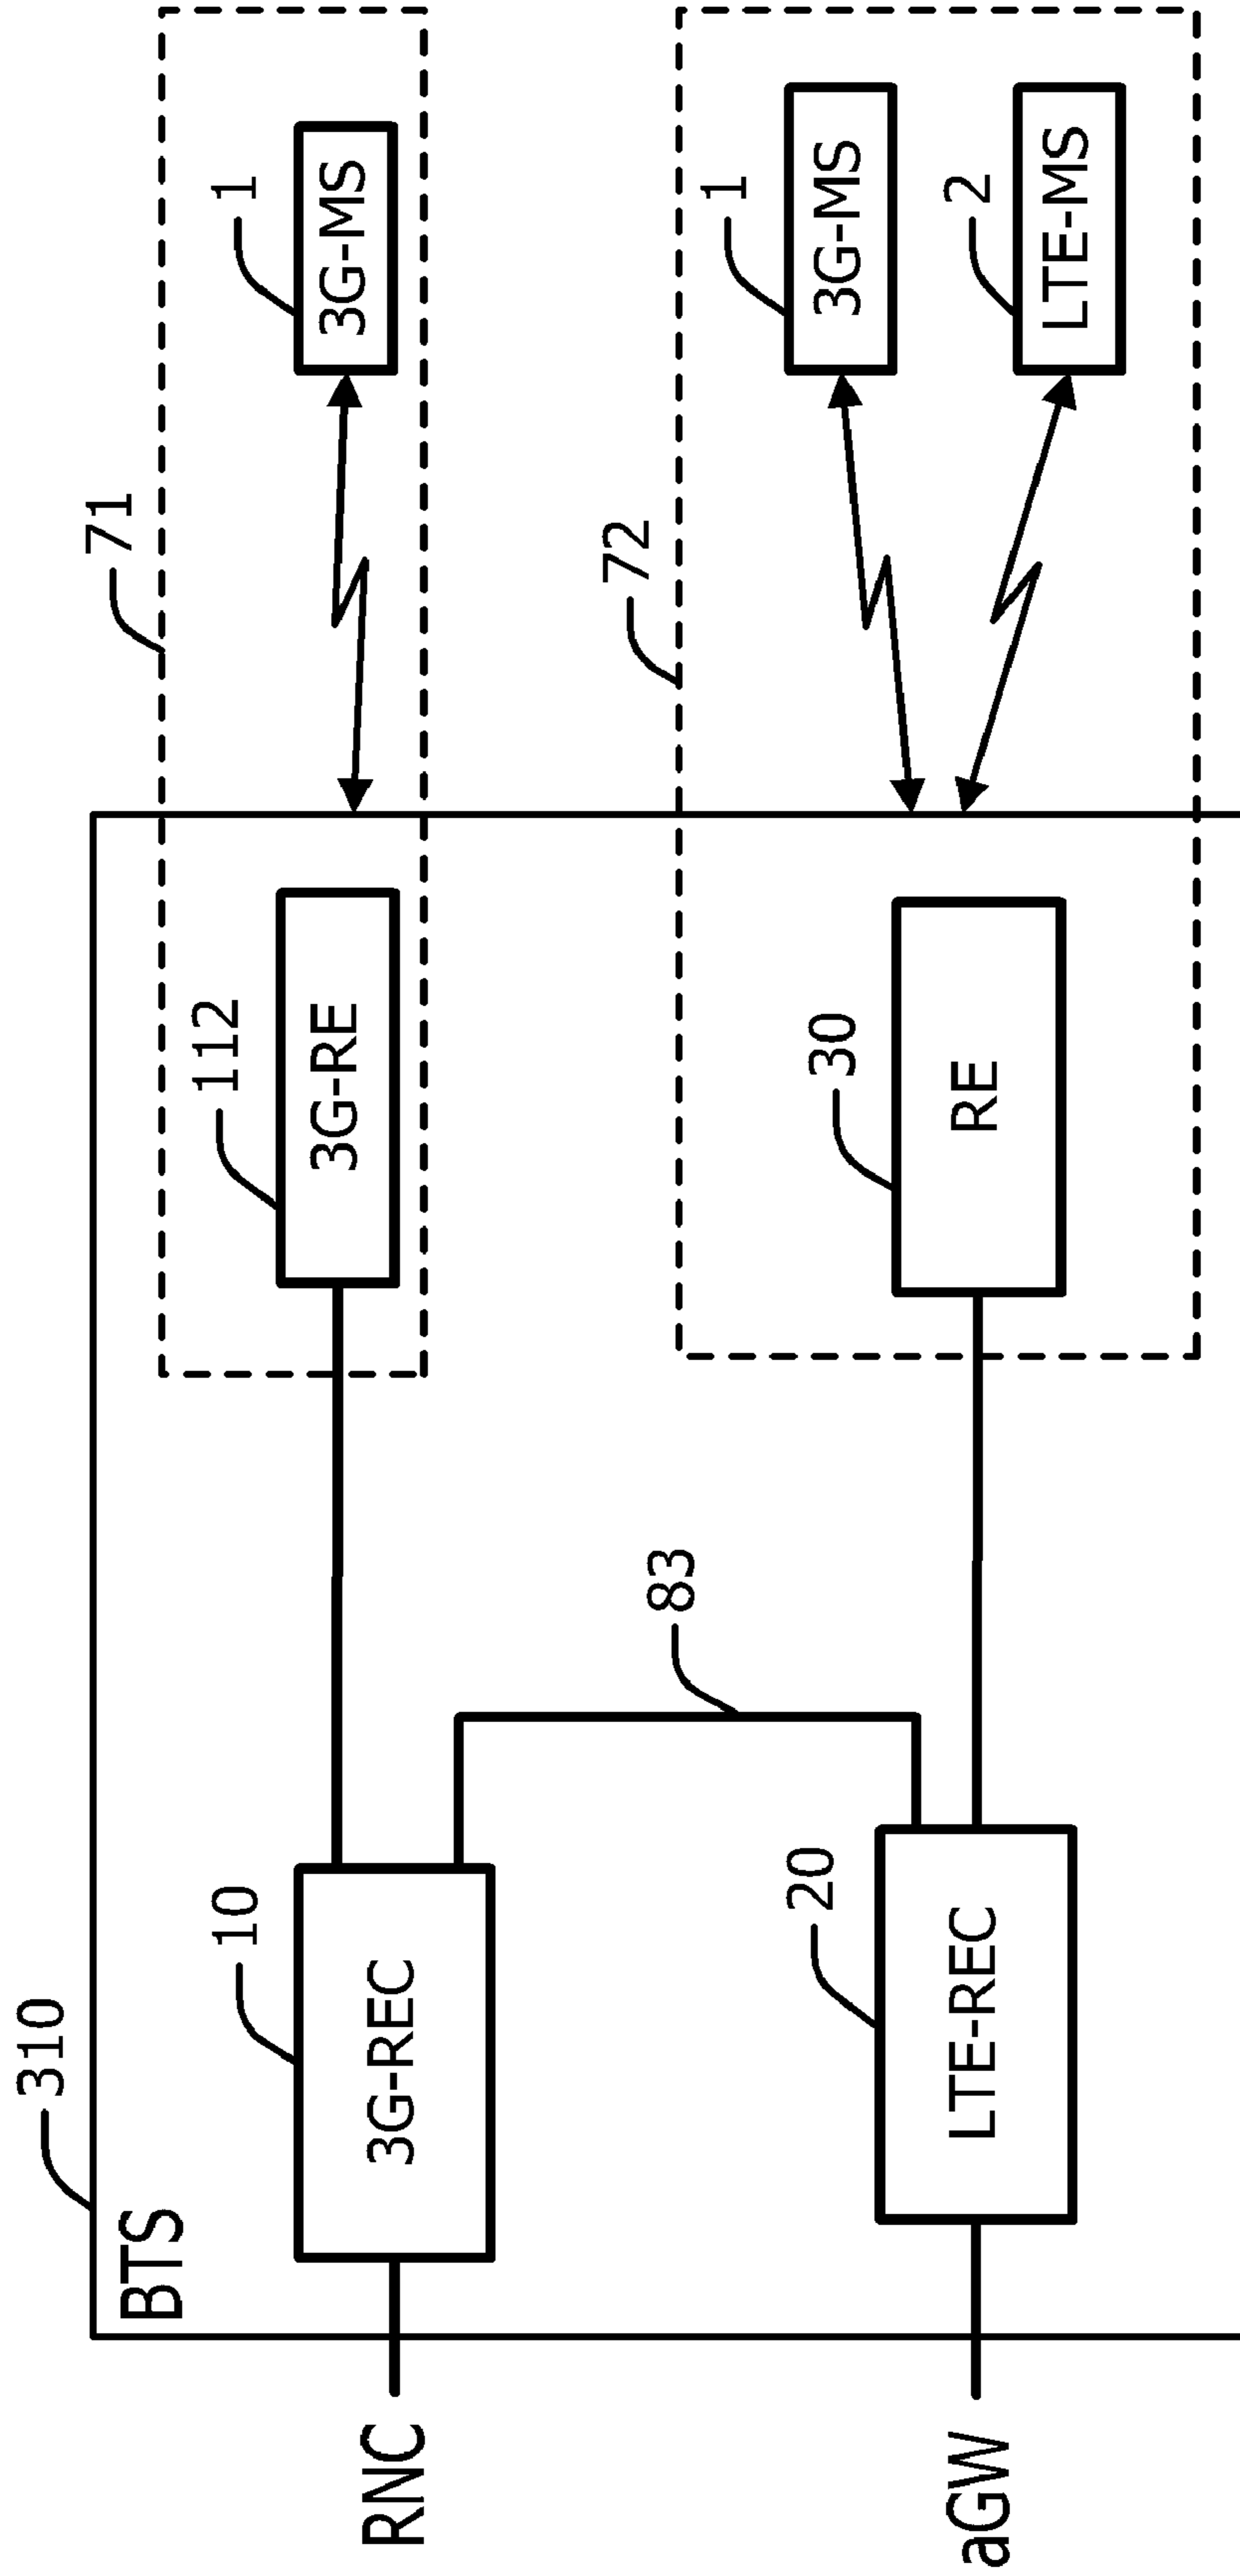 310
BTS
71
RNC
10
3G-REC
112
3G-RE
1
3G-MS
83
72
aGW
20
LTE-REC
30
RE
1
3G-MS
2
LTE-MS